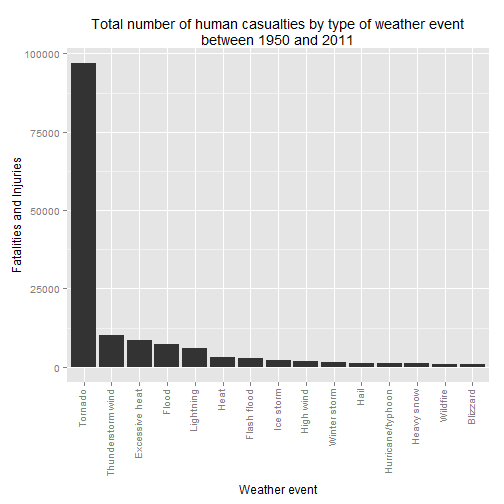 Total number of human casualties by type of weather event
between 1950 and 2011
Fatalities and Injuries
100000
75000
50000
25000
0
Tornado
Thunderstorm wind
Excessive heat
Flood
Lightning
Heat
Flash flood
Ice storm
High wind
Winter storm
Hail
Hurricane/typhoon
Heavy snow
Wildfire
Blizzard
Weather event